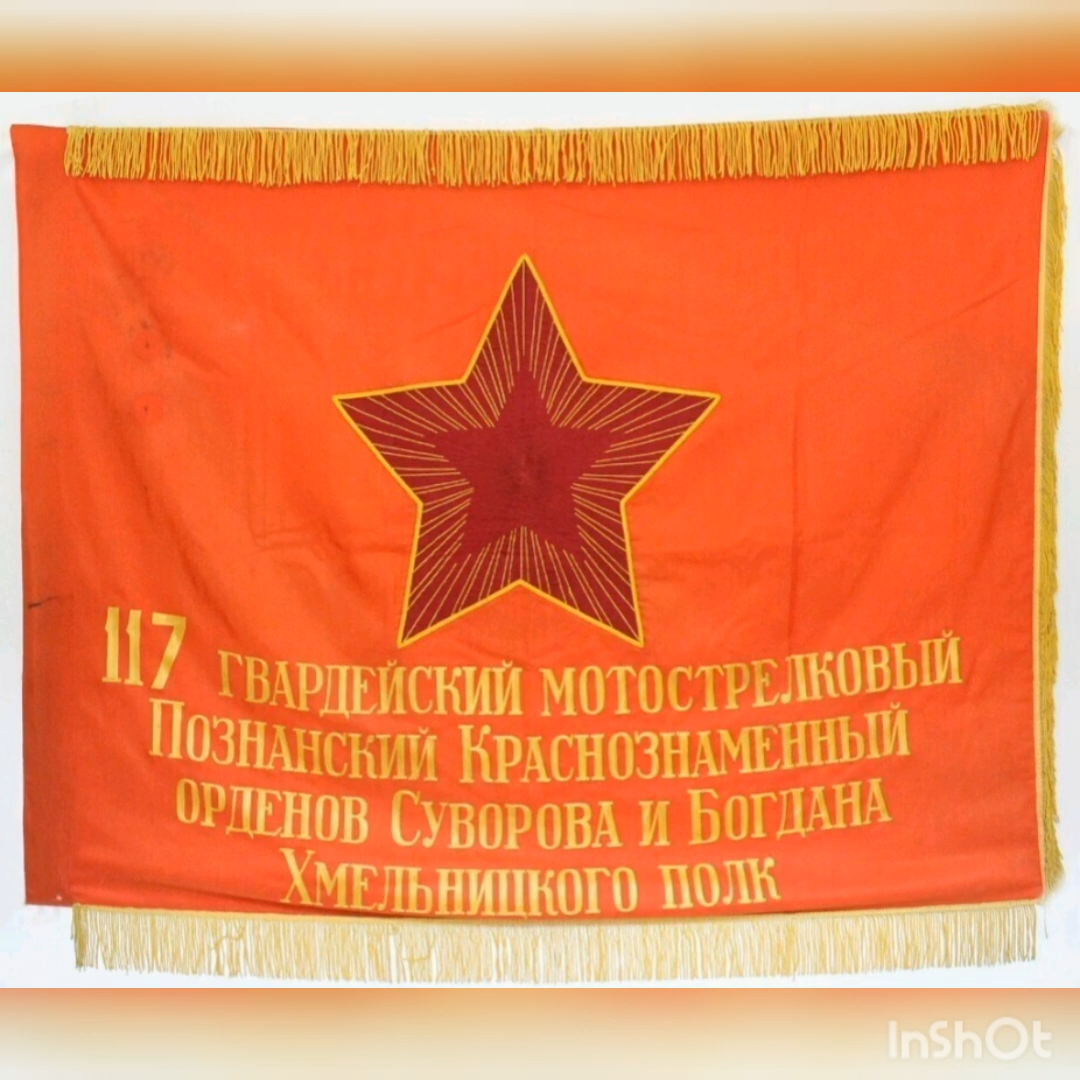 117 гвардейский мотострелковый
Познанский Краснознаменный
орденов Суворова и Богдана
Хмельницкого полк
InShOt